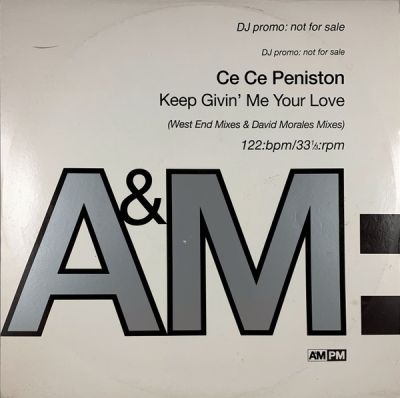 DJ promo: not for sale
DJ promo: not for sale
Ce Ce Peniston
Keep Givin' Me Your Love
(West End Mixes & David Morales Mixes)
122:bpm/33⅓:rpm
A&M:
AM PM